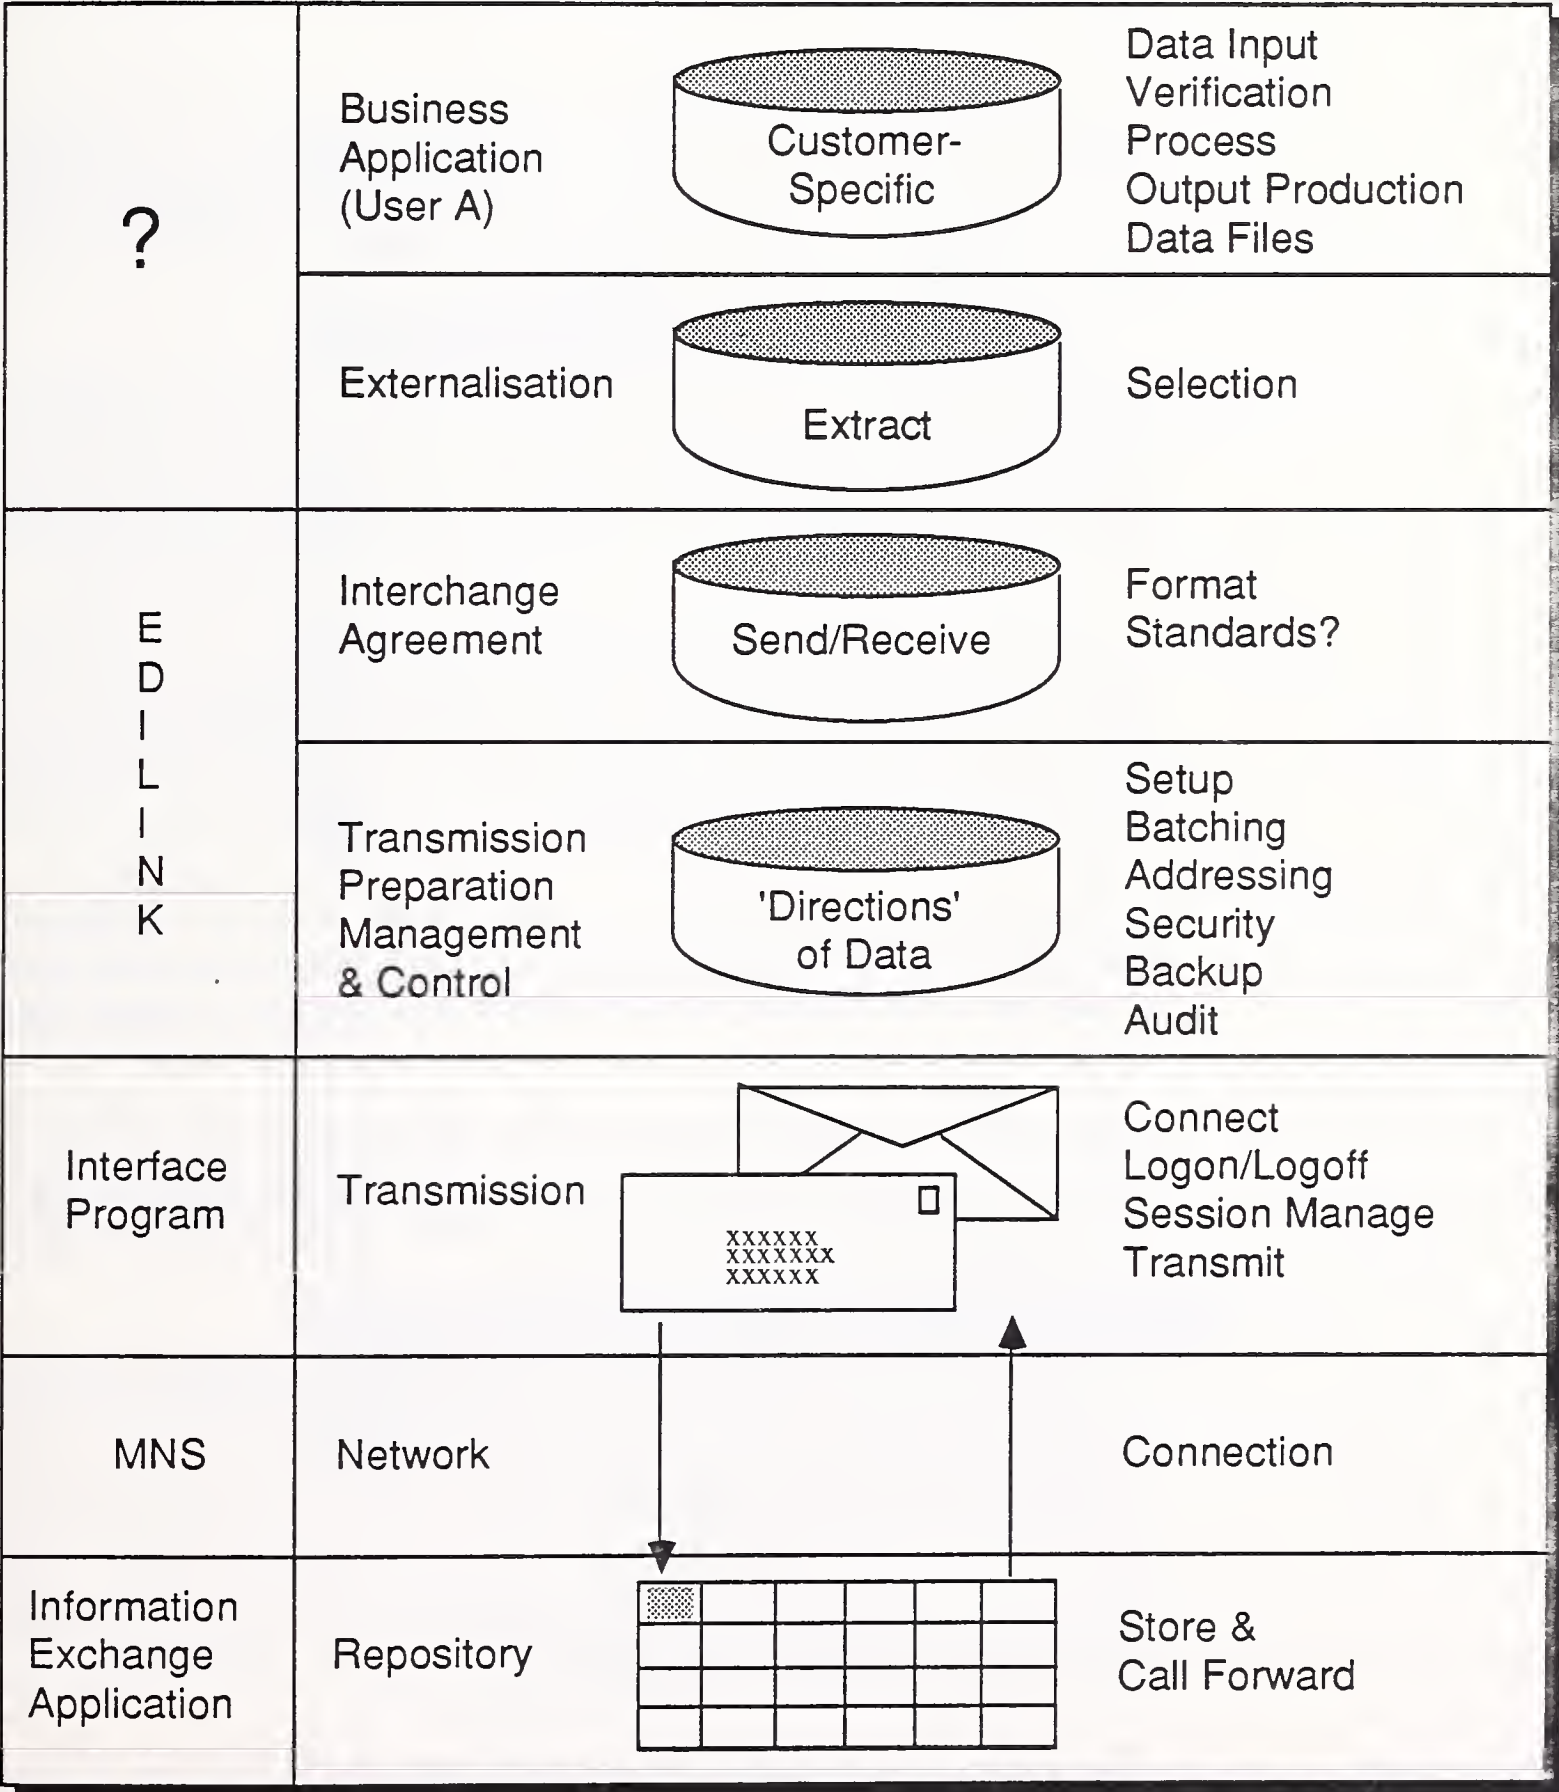 ?
Business
Application
(User A)
Customer-
Specific
Data Input
Verification
Process
Output Production
Data Files
Externalisation
Extract
Selection
E
D
I
L
I
N
K
Interchange
Agreement
Send/Receive
Format
Standards?
Transmission
Preparation
Management
& Control
'Directions'
of Data
Setup
Batching
Addressing
Security
Backup
Audit
Interface
Program
Transmission
xxxxxx
xxxxxxx
xxxxxx
Connect
Logon/Logoff
Session Manage
Transmit
MNS
Network
Connection
Information
Exchange
Application
Repository
Store &
Call Forward